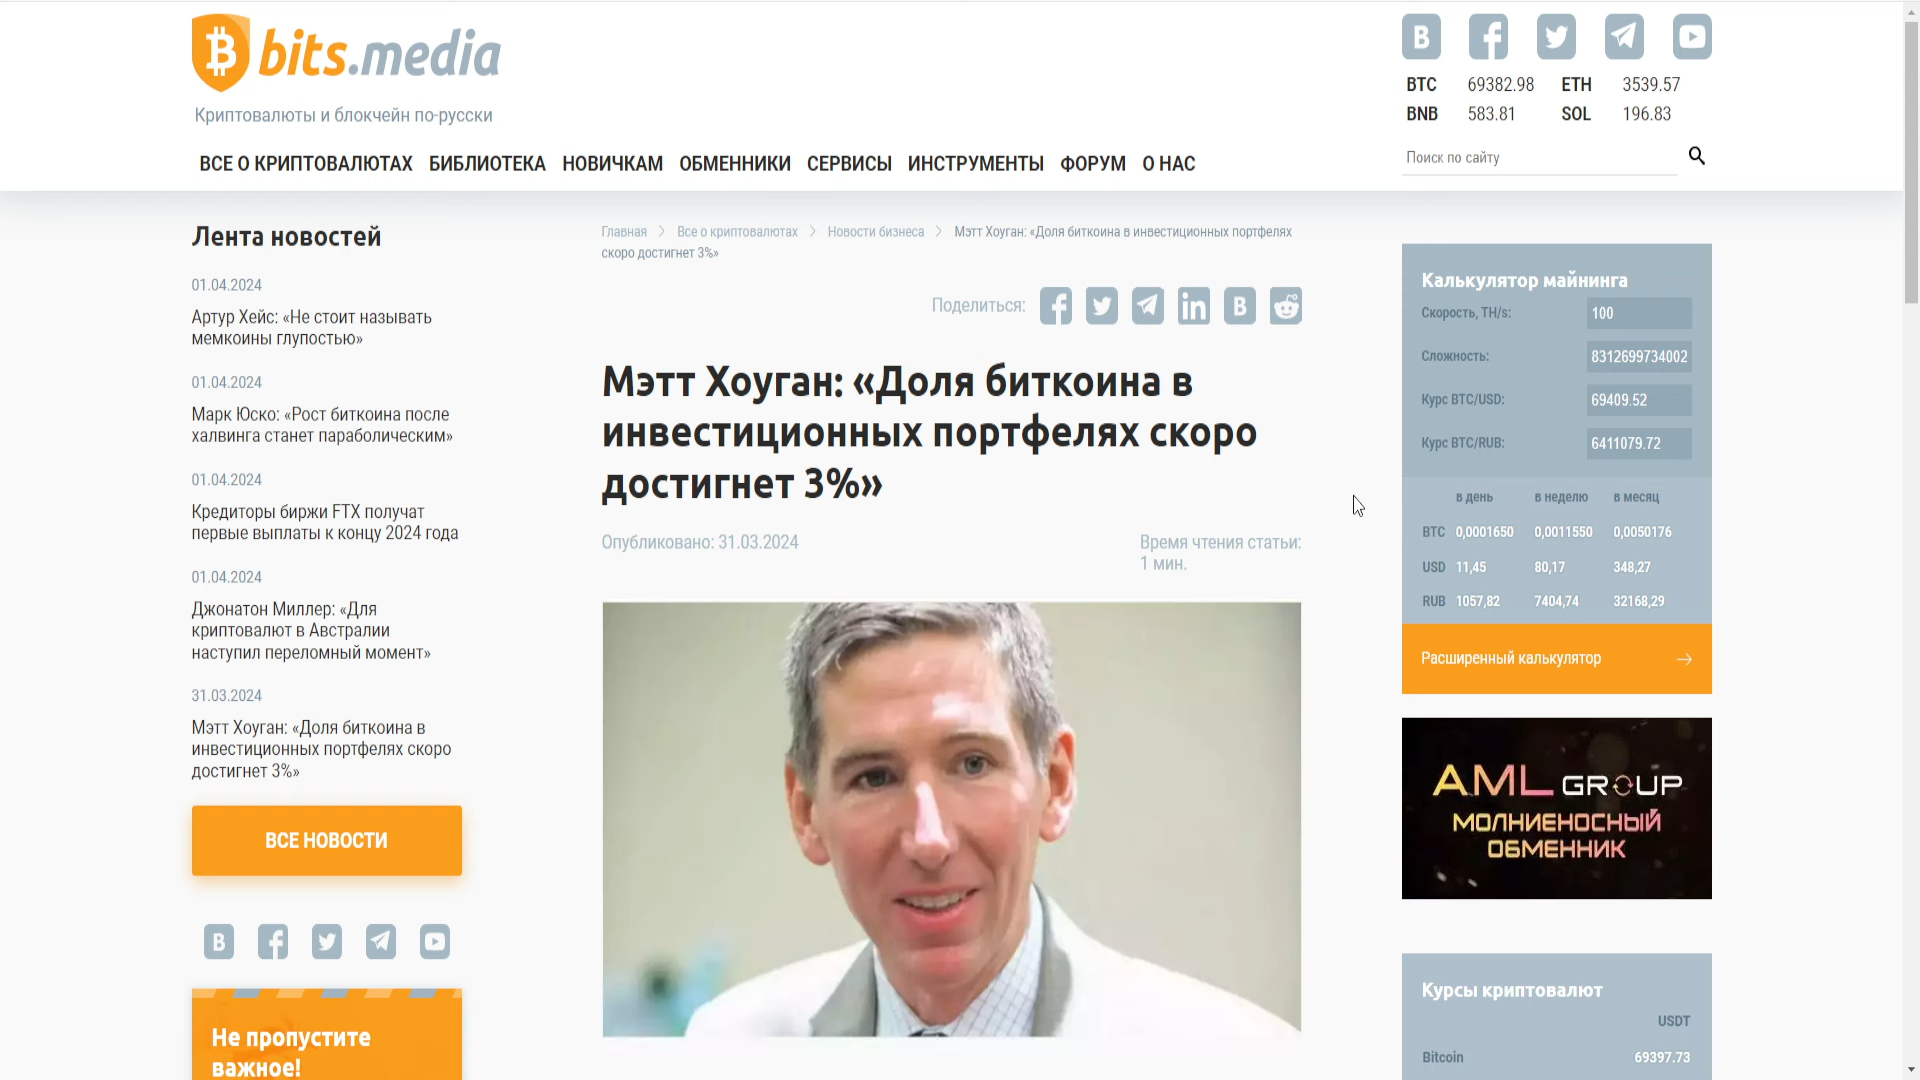 bits.media
Криптовалюты и блокчейн по-русски
BTC 69382.98 ETH 3539.57
BNB 583.81 SOL 196.83
Поиск по сайту
ВСЕ О КРИПТОВАЛЮТАХ БИБЛИОТЕКА НОВИЧКАМ ОБМЕННИКИ СЕРВИСЫ ИНСТРУМЕНТЫ ФОРУМ О НАС
Лента новостей
01.04.2024
Артур Хейс: «Не стоит называть
мемкоины глупостью»
01.04.2024
Марк Юско: «Рост биткоина после
халвинга станет параболическим»
01.04.2024
Кредиторы биржи FTX получат
первые выплаты к концу 2024 года
01.04.2024
Джонатон Миллер: «Для
криптовалют в Австралии
наступил переломный момент»
31.03.2024
Мэтт Хоуган: «Доля биткоина в
инвестиционных портфелях скоро
достигнет 3%»
ВСЕ НОВОСТИ
Не пропустите
важное!
Главная > Все о криптовалютах > Новости бизнеса > Мэтт Хоуган: «Доля биткоина в инвестиционных портфелях
скоро достигнет 3%»
Поделиться:
Мэтт Хоуган: «Доля биткоина в
инвестиционных портфелях скоро
достигнет 3%»
Опубликовано: 31.03.2024
Время чтения статьи:
1 мин.
Калькулятор майнинга
Скорость, TH/s: 100
Сложность: 8312699734002
Курс BTC/USD: 69409.52
Курс BTC/RUB: 6411079.72
в день в неделю в месяц
BTC 0,0001650 0,0011550 0,0050176
USD 11,45 80,17 348,27
RUB 1057,82 7404,74 32168,29
Расширенный калькулятор
AML GROUP
МОЛНИЕНОСНЫЙ
ОБМЕННИК
Курсы криптовалют
USDT
Bitcoin 69397.73